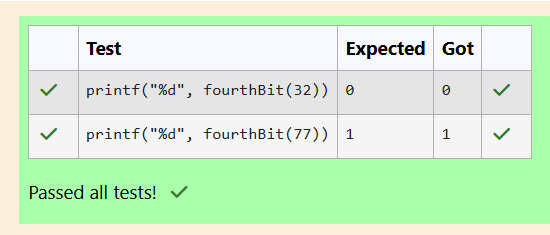 Test Expected Got
printf("%d", fourthBit(32)) 0 0
printf("%d", fourthBit(77)) 1 1
Passed all tests!